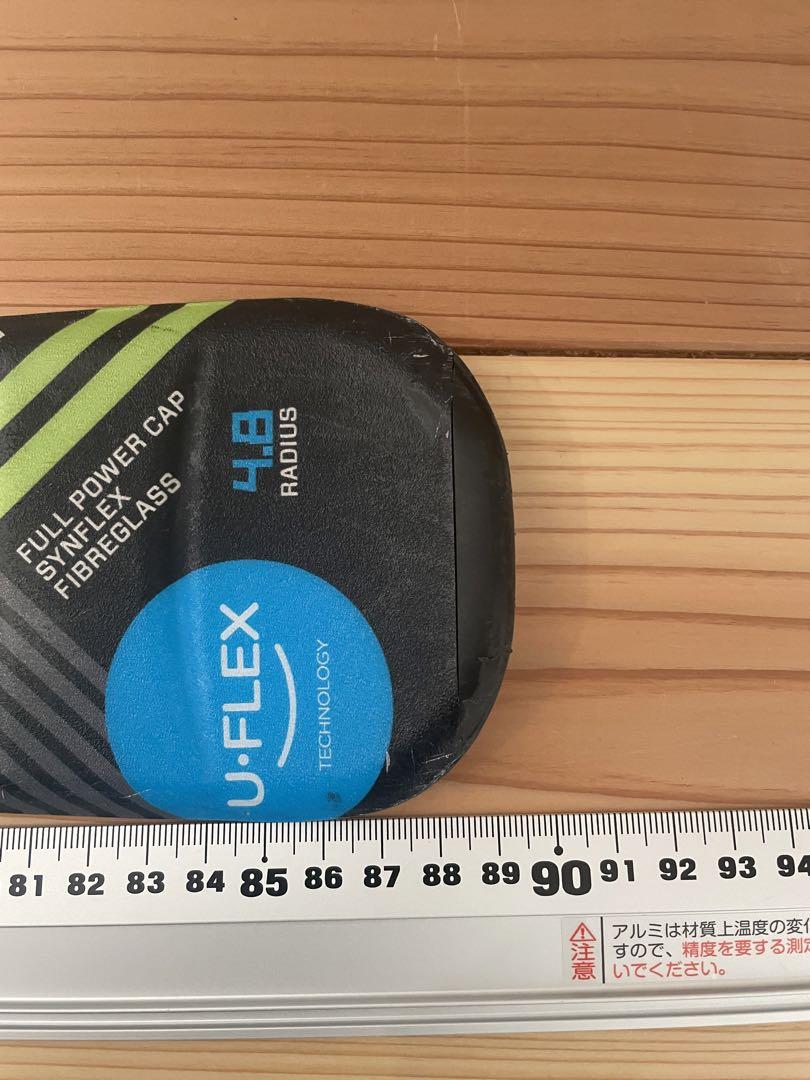 FULL POWER CAP
SYNFLEX
FIBREGLASS
4.8
RADIUS
U·FLEX
TECHNOLOGY
81 82 83 84 85 86 87 88 89 90 91 92 93 94
注意
アルミは材質上温度の変化
すので、精度を要する測定
いでください。